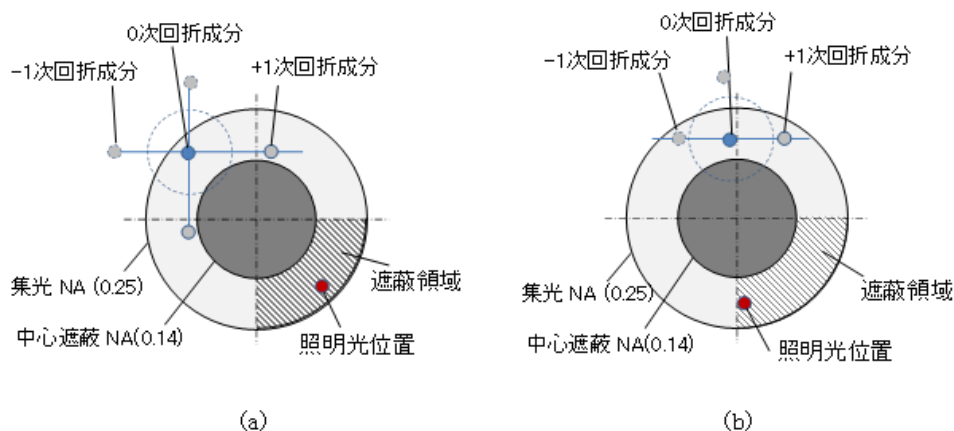 0次回折成分
-1次回折成分
+1次回折成分
集光 NA (0.25)
遮蔽領域
中心遮蔽 NA(0.14)
照明光位置
(a)
0次回折成分
-1次回折成分
+1次回折成分
集光 NA(0.25)
遮蔽領域
中心遮蔽 NA(0.14)
照明光位置
(b)